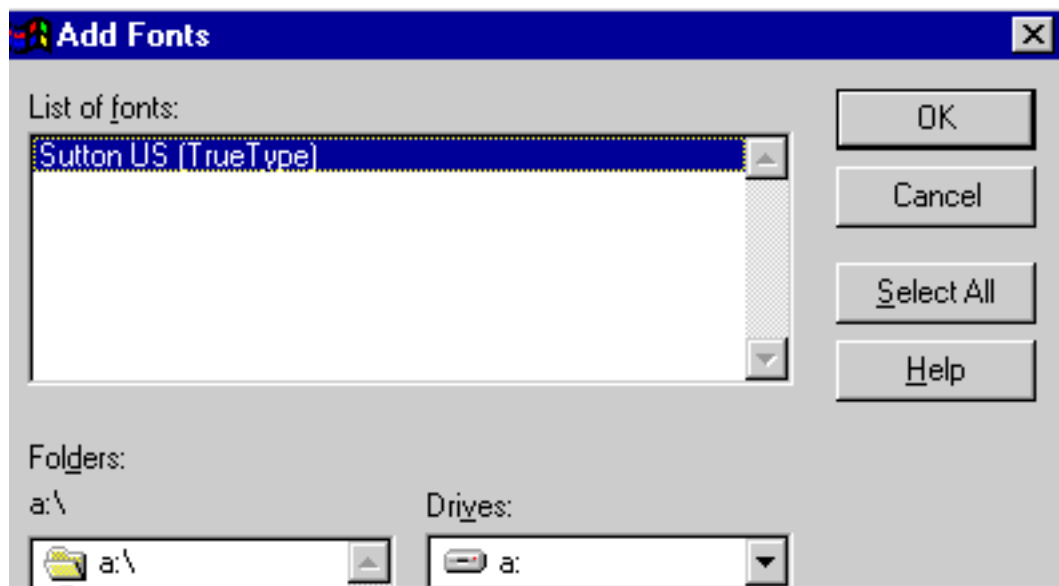 Add Fonts
List of fonts:
Sutton US (TrueType)
OK
Cancel
Select All
Help
Folders:
a:\
a:\
Drives:
a: